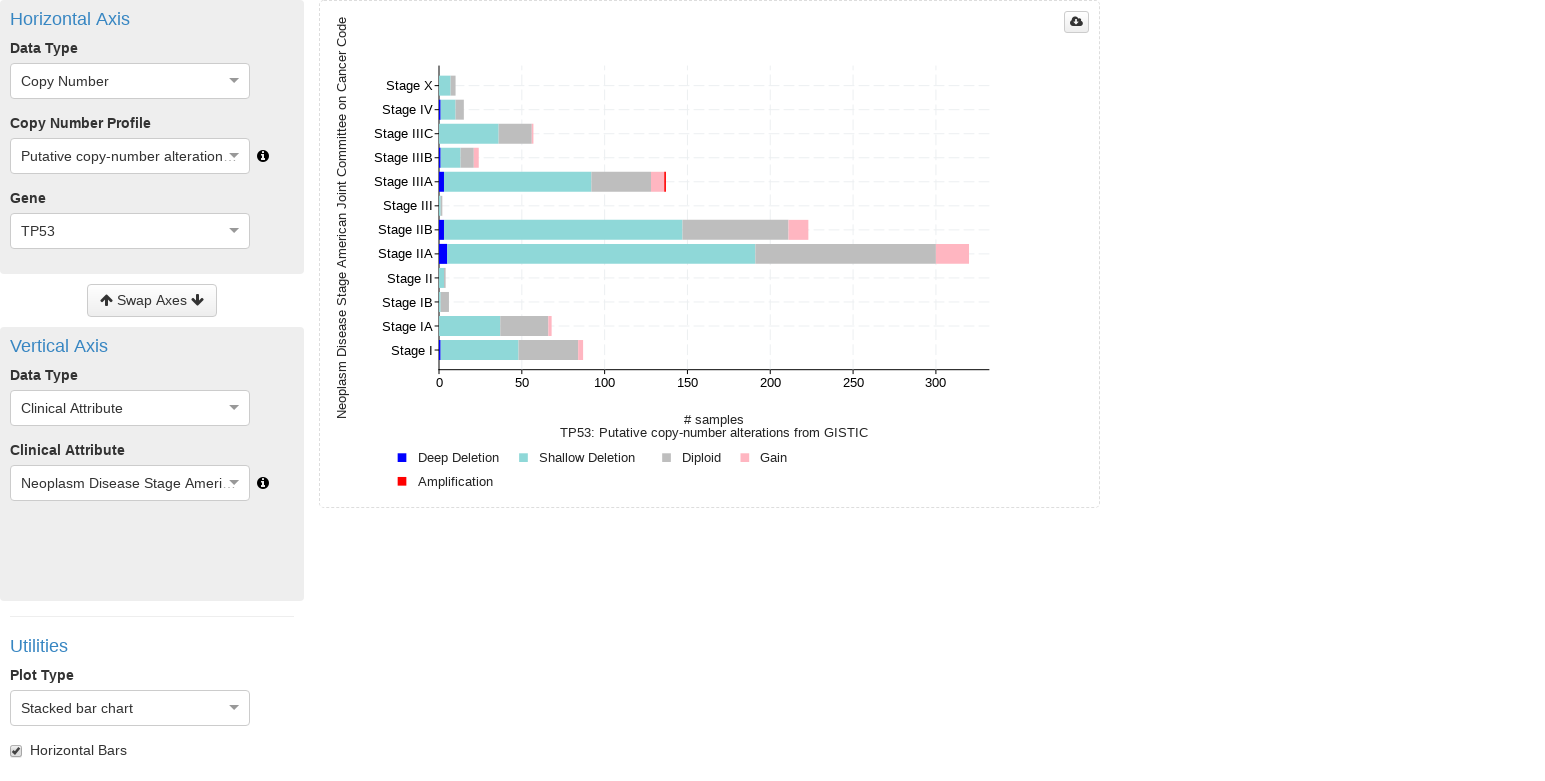 Horizontal Axis
Data Type
Copy Number
Copy Number Profile
Putative copy-number alteration…
Gene
TP53
Swap Axes
Vertical Axis
Data Type
Clinical Attribute
Clinical Attribute
Neoplasm Disease Stage Ameri…
Utilities
Plot Type
Stacked bar chart
Horizontal Bars
Neoplasm Disease Stage American Joint Committee on Cancer Code
Stage X
Stage IV
Stage IIIC
Stage IIIB
Stage IIIA
Stage III
Stage IIB
Stage IIA
Stage II
Stage IB
Stage IA
Stage I
0 50 100 150 200 250 300
# samples
TP53: Putative copy-number alterations from GISTIC
Deep Deletion Shallow Deletion Diploid Gain
Amplification